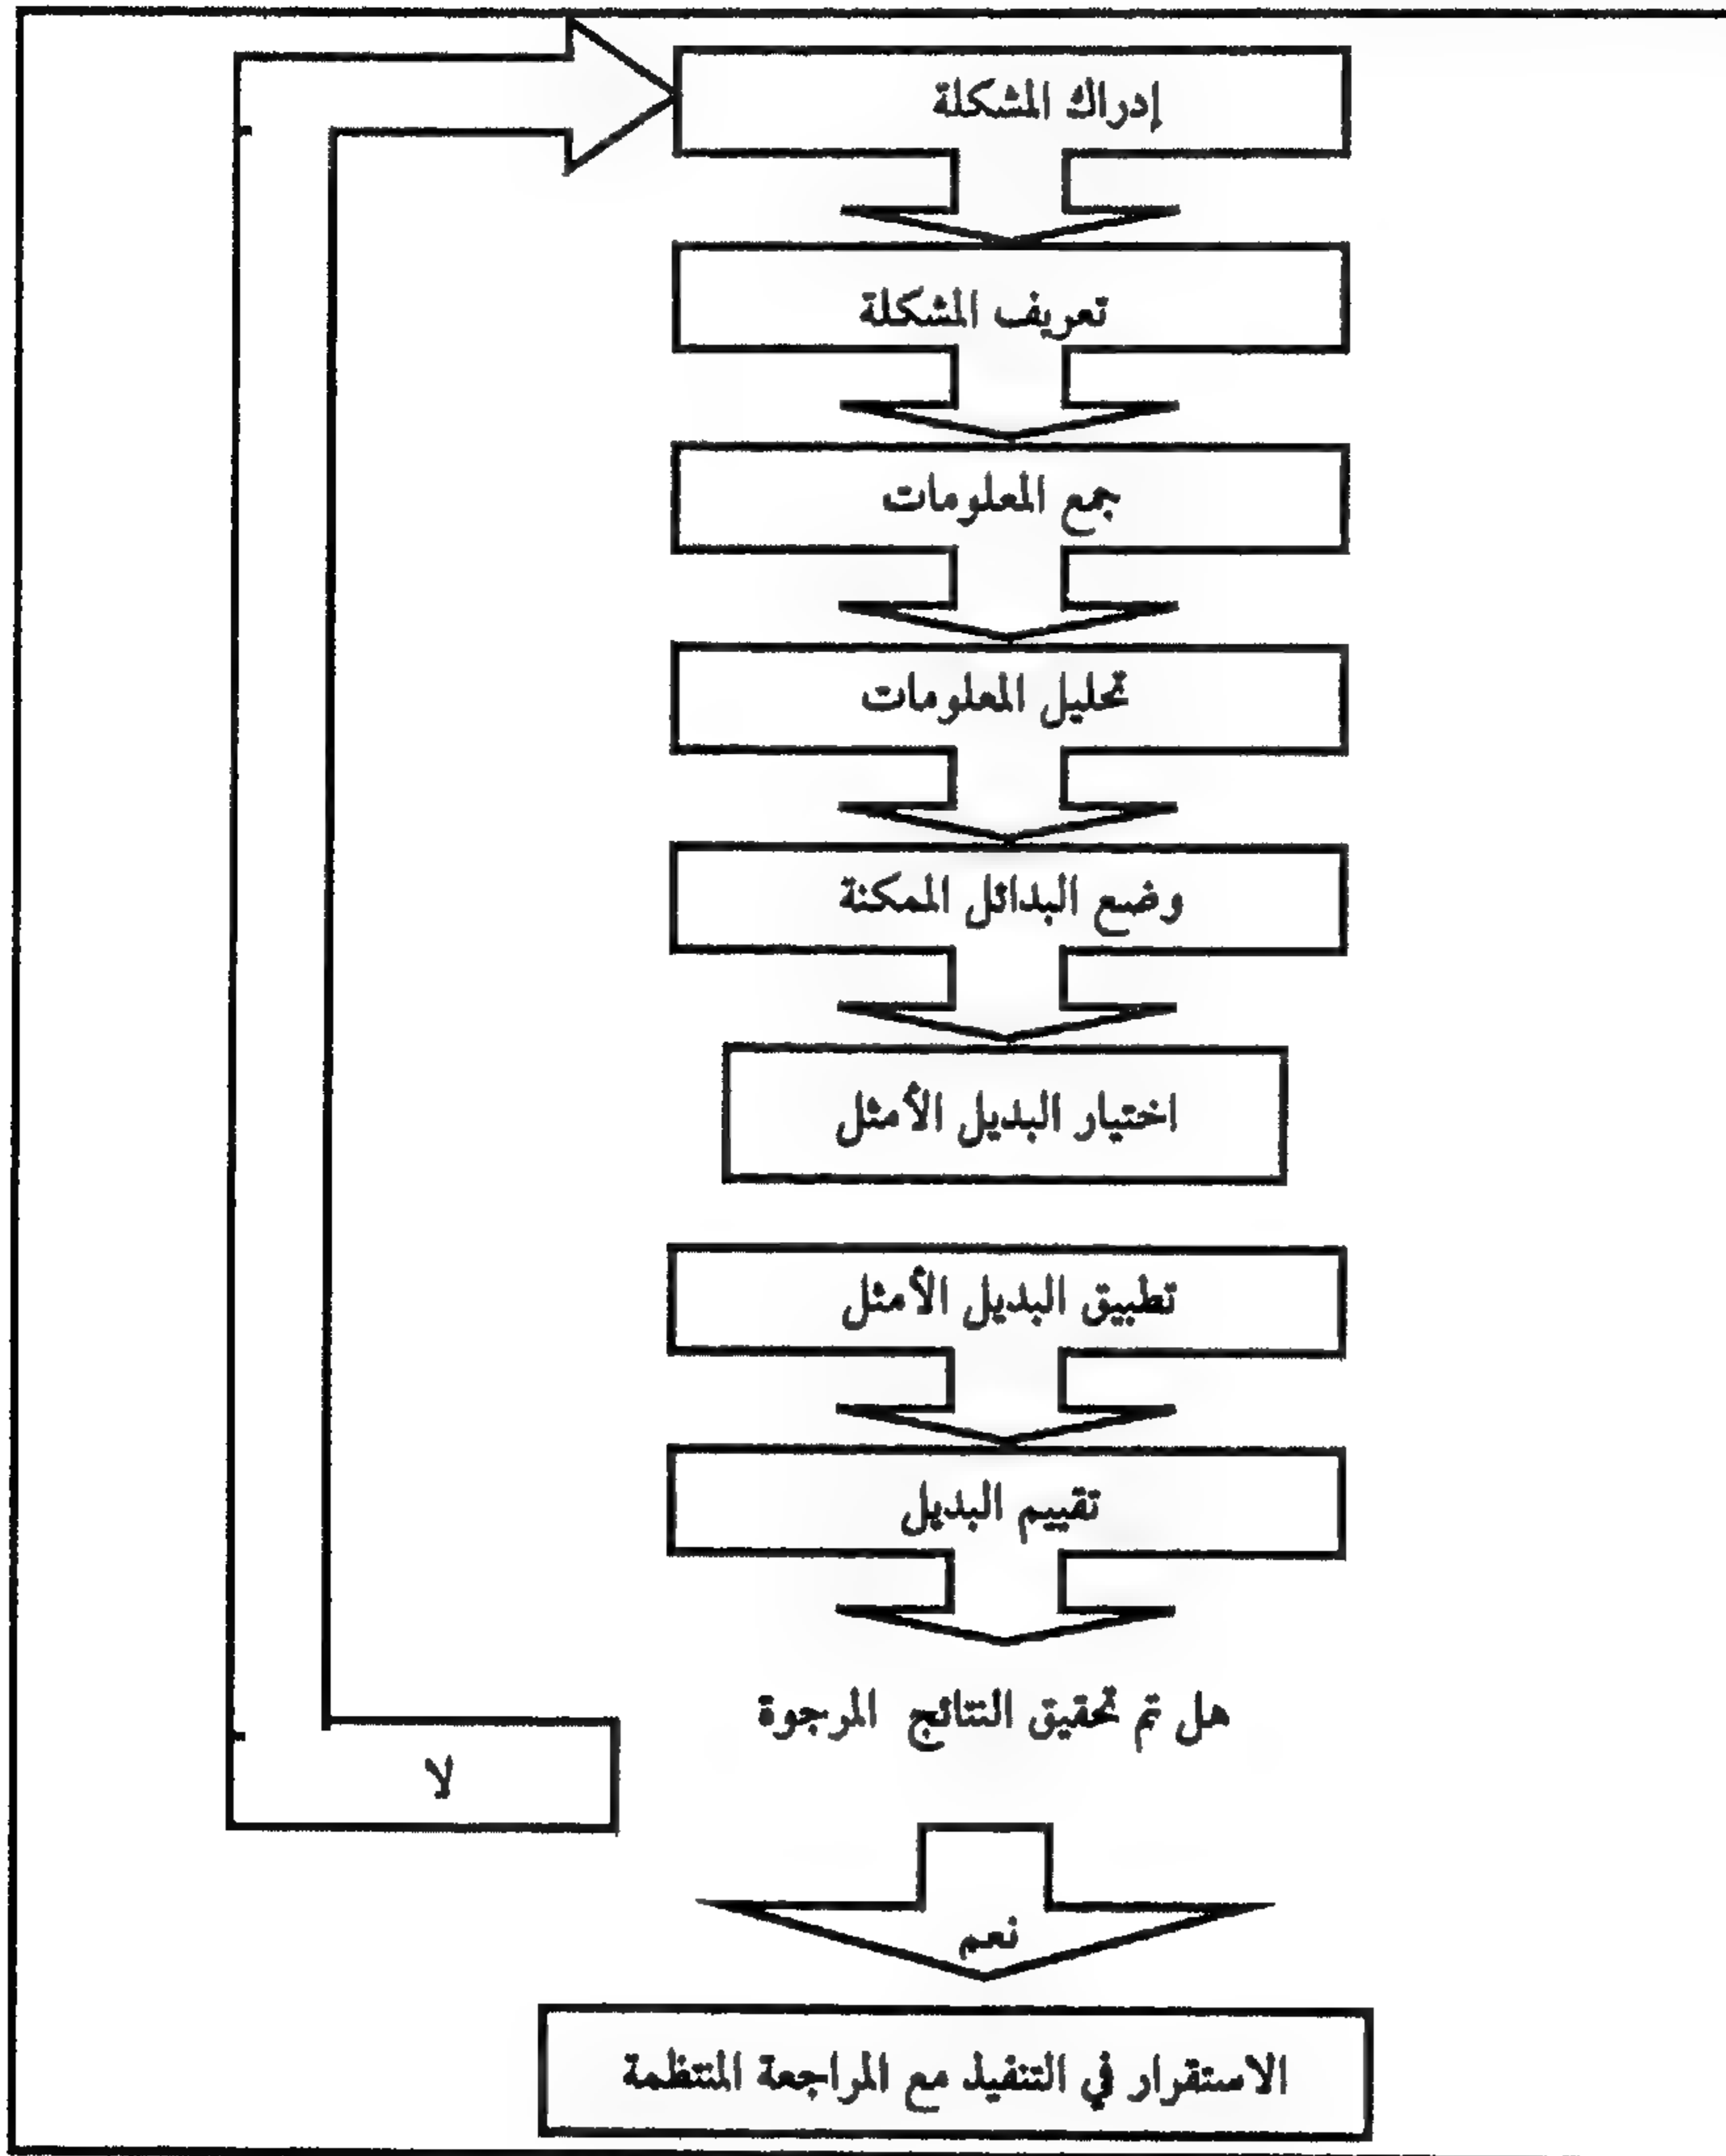 إدراك المشكلة
تعريف المشكلة
جمع المعلومات
تحليل المعلومات
وضع البدائل الممكنة
اختيار البديل الأمثل
تطبيق البديل الأمثل
تقييم البديل
هل تم تحقيق النتائج المرجوة
لا
نعم
الاستقرار في التنفيذ مع المراجعة المنتظمة